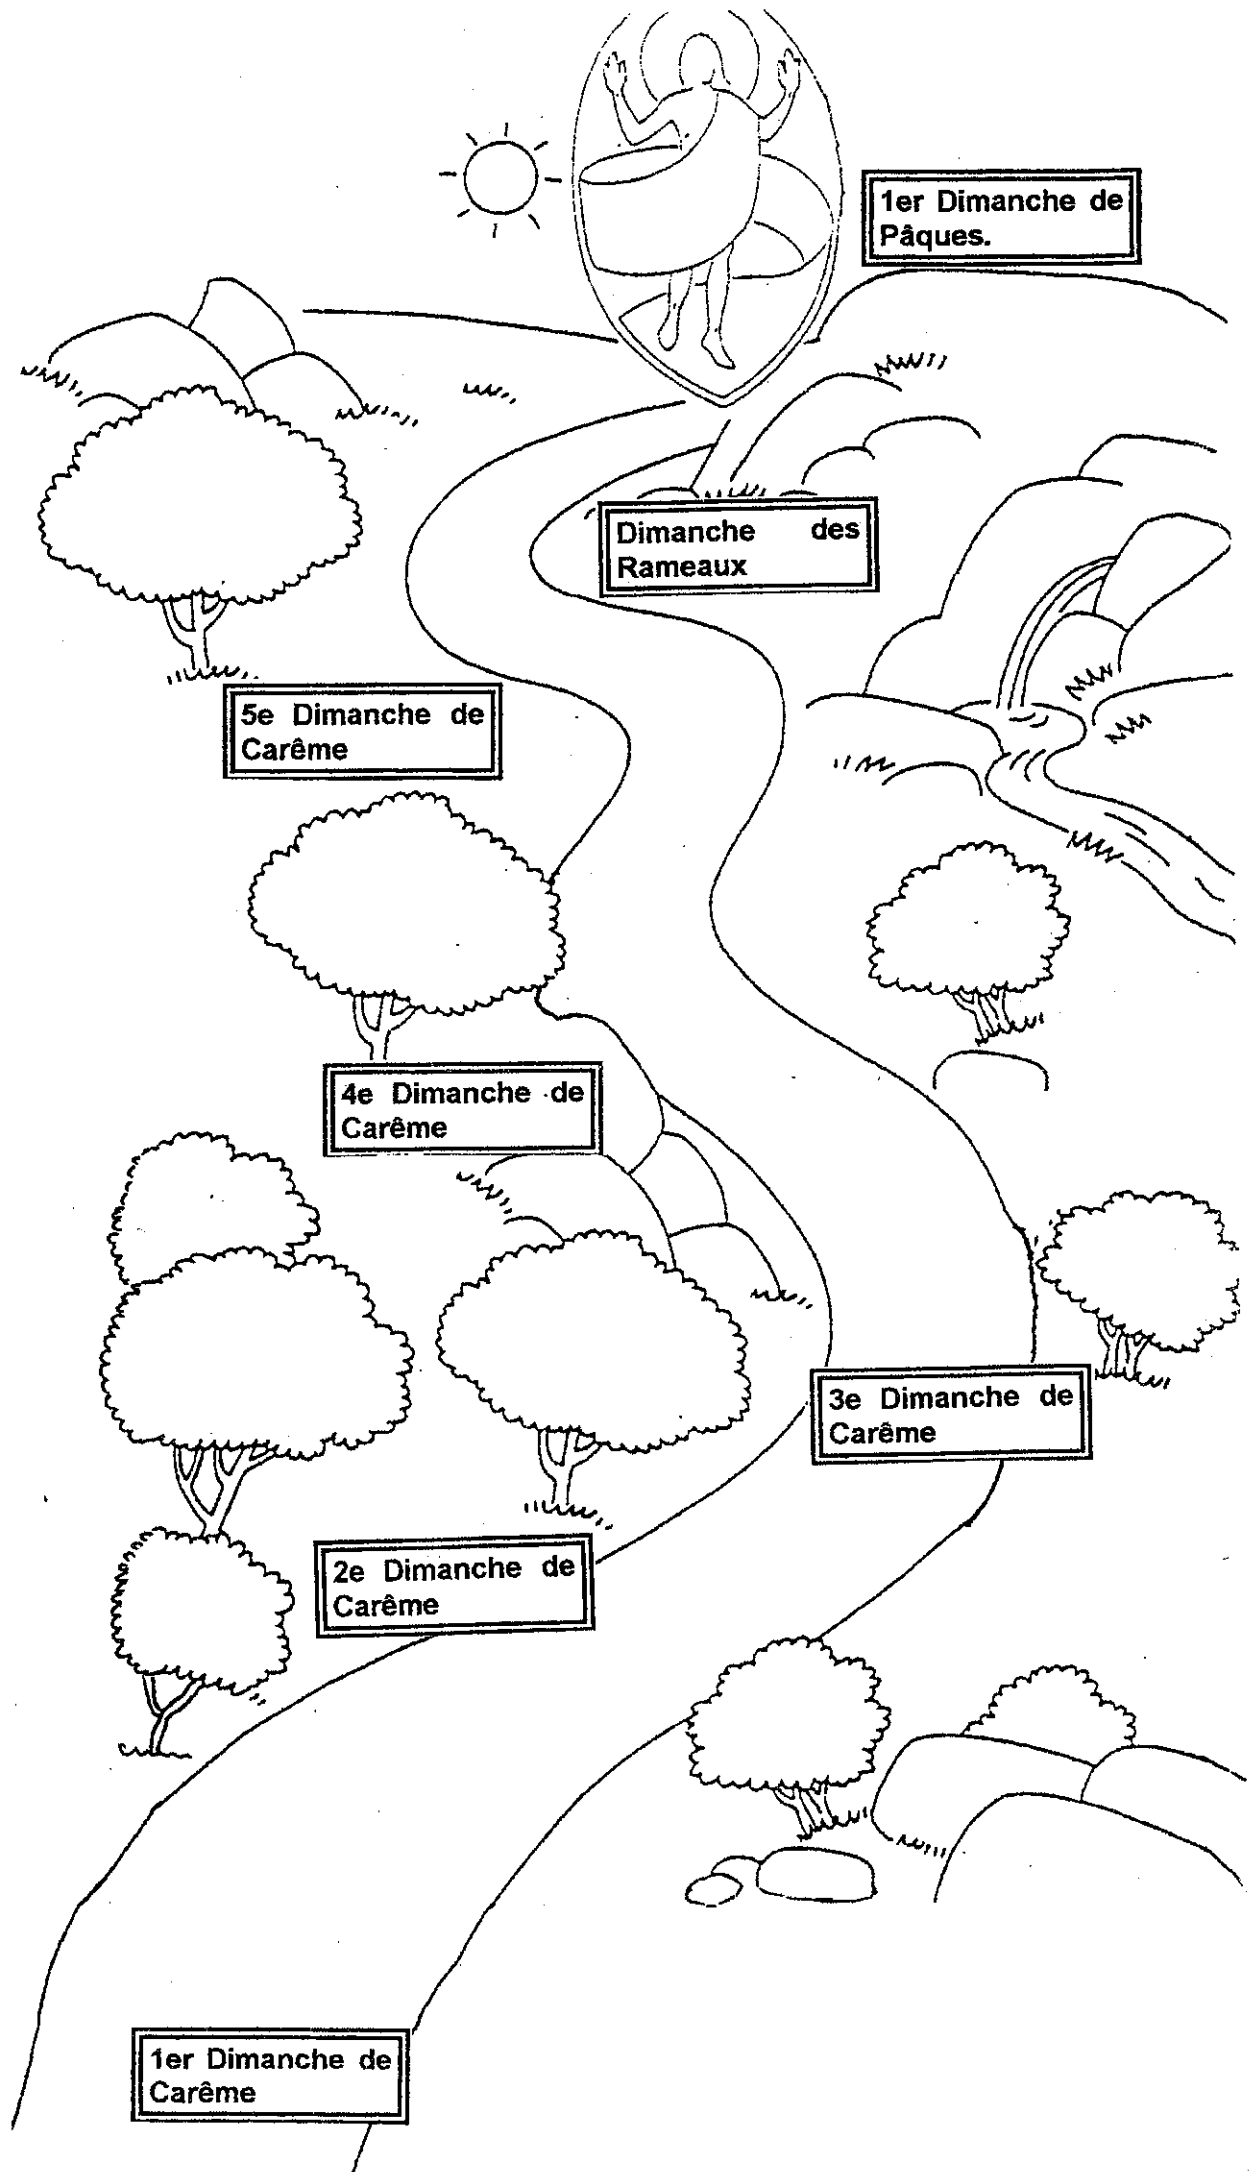 1er Dimanche de
Pâques.
Dimanche des
Rameaux
5e Dimanche de
Carême
4e Dimanche de
Carême
3e Dimanche de
Carême
2e Dimanche de
Carême
1er Dimanche de
Carême